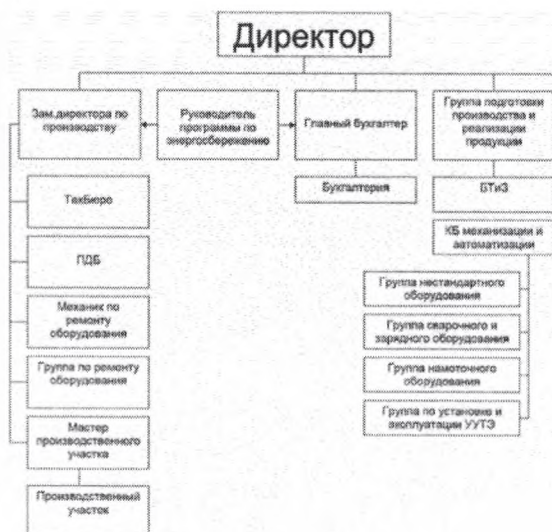 Директор
Зам.директора по
производству
Руководитель
программы по
энергосбережению
Главный бухгалтер
Группа подготовки
производства и
реализации
продукции
Бухгалтерия
БТиЗ
КБ механизации и
автоматизации
ТехБюро
ПДБ
Механик по
ремонту
оборудования
Группа по ремонту
оборудования
Мастер
производственного
участка
Производственный
участок
Группа нестандартного
оборудования
Группа сварочного и
зарядного оборудования
Группа намоточного
оборудования
Группа по установке и
эксплуатации УУТЭ